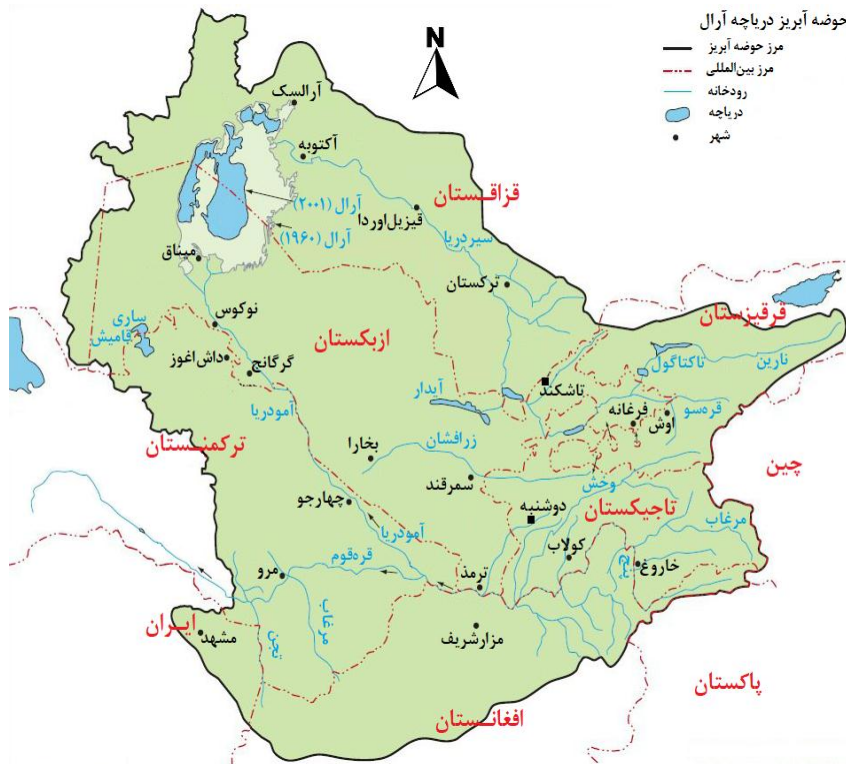 حوضه آبریز دریاچه آرال
مرز حوضه آبریز
مرز بین‌المللی
رودخانه
دریاچه
شهر
N
آرالسک
آکتوبه
قزاقستان
آرال (۲۰۰۱)
قیزیل‌اوردا
آرال (۱۹۶۰)
سیردریا
میناق
ترکستان
قرقیزستان
نوکوس
ساری
قامیش
ازبکستان
تاکتاگول
نارین
داش‌اغوز
گرگانج
تاشکند
آیدار
قره‌سو
فرغانه
اوش
آمودریا
زرافشان
ترکمنستان
بخارا
چین
سمرقند
وخش
چهارجو
دوشنبه
تاجیکستان
مرغاب
آمودریا
کولاب
قره‌قوم
مرو
ترمذ
پنج
خاروغ
ایران
مرغاب
مشهد
تجن
مزارشریف
پاکستان
افغانستان